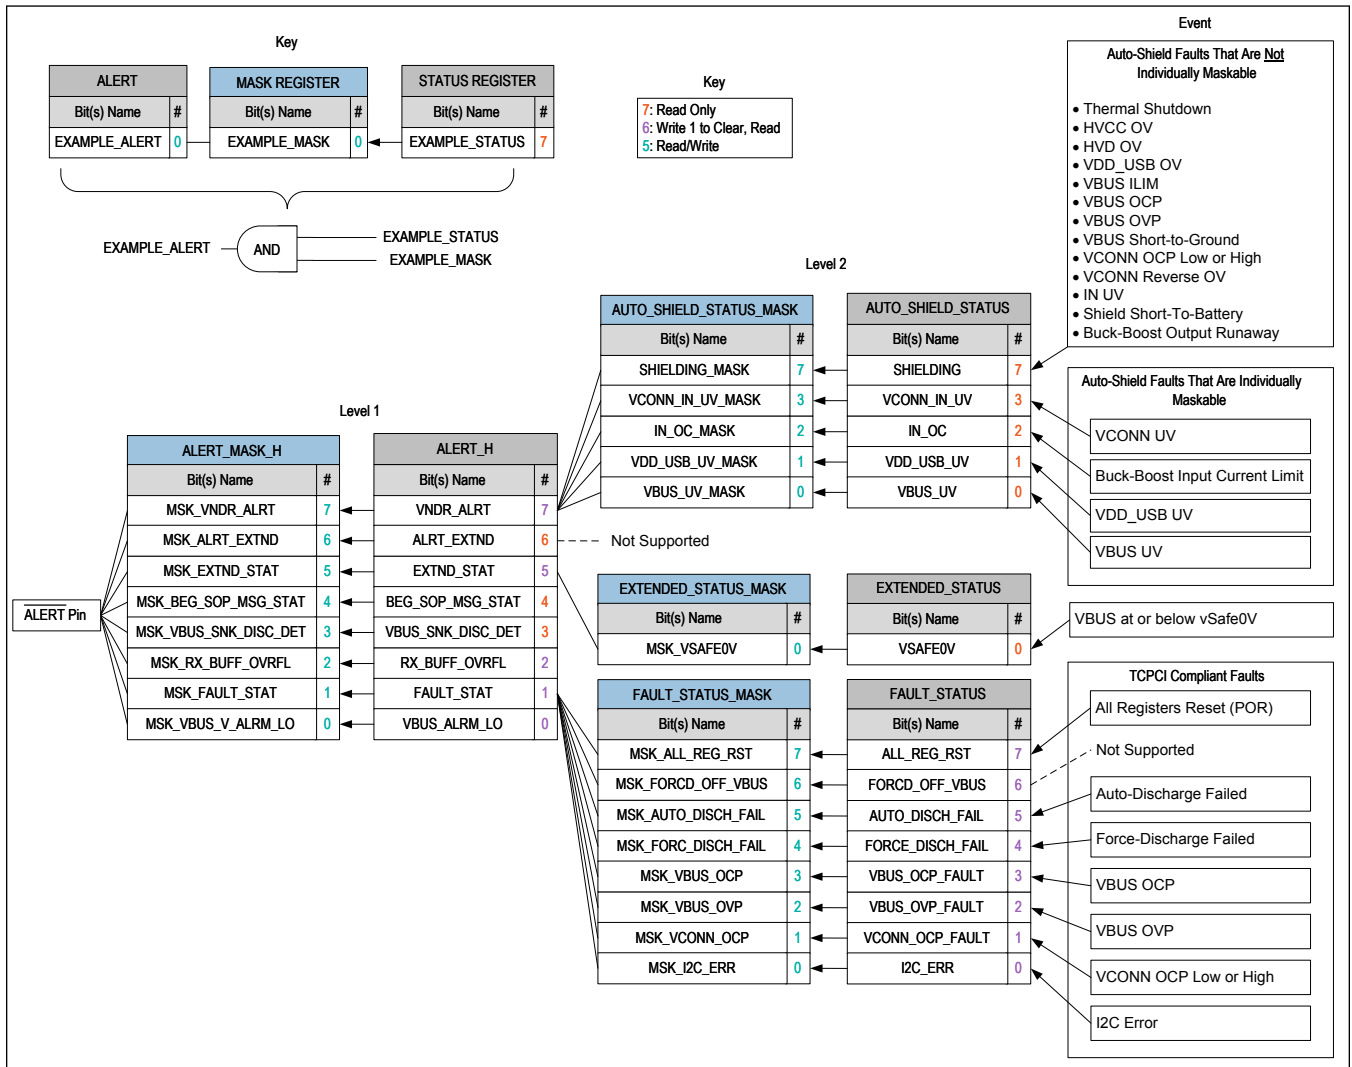 Key
ALERT
Bit(s) Name #
EXAMPLE_ALERT 0
MASK REGISTER
Bit(s) Name #
EXAMPLE_MASK 0
STATUS REGISTER
Bit(s) Name #
EXAMPLE_STATUS 7
EXAMPLE_ALERT
AND
EXAMPLE_STATUS
EXAMPLE_MASK
Key
7: Read Only
6: Write 1 to Clear, Read
5: Read/Write
Event
Auto-Shield Faults That Are Not
Individually Maskable
• Thermal Shutdown
• HVCC OV
• HVD OV
• VDD_USB OV
• VBUS ILIM
• VBUS OCP
• VBUS OVP
• VBUS Short-to-Ground
• VCONN OCP Low or High
• VCONN Reverse OV
• IN UV
• Shield Short-To-Battery
• Buck-Boost Output Runaway
Level 2
AUTO_SHIELD_STATUS_MASK
Bit(s) Name #
SHIELDING_MASK 7
VCONN_IN_UV_MASK 3
IN_OC_MASK 2
VDD_USB_UV_MASK 1
VBUS_UV_MASK 0
AUTO_SHIELD_STATUS
Bit(s) Name #
SHIELDING 7
VCONN_IN_UV 3
IN_OC 2
VDD_USB_UV 1
VBUS_UV 0
Auto-Shield Faults That Are Individually
Maskable
VCONN UV
Buck-Boost Input Current Limit
VDD_USB UV
VBUS UV
Level 1
ALERT Pin
ALERT_MASK_H
Bit(s) Name #
MSK_VNDR_ALRT 7
MSK_ALRT_EXTND 6
MSK_EXTND_STAT 5
MSK_BEG_SOP_MSG_STAT 4
MSK_VBUS_SNK_DISC_DET 3
MSK_RX_BUFF_OVRFL 2
MSK_FAULT_STAT 1
MSK_VBUS_V_ALRM_LO 0
ALERT_H
Bit(s) Name #
VNDR_ALRT 7
ALRT_EXTND 6
EXTND_STAT 5
BEG_SOP_MSG_STAT 4
VBUS_SNK_DISC_DET 3
RX_BUFF_OVRFL 2
FAULT_STAT 1
VBUS_ALRM_LO 0
Not Supported
EXTENDED_STATUS_MASK
Bit(s) Name #
MSK_VSAFE0V 0
EXTENDED_STATUS
Bit(s) Name #
VSAFE0V 0
VBUS at or below vSafe0V
FAULT_STATUS_MASK
Bit(s) Name #
MSK_ALL_REG_RST 7
MSK_FORCD_OFF_VBUS 6
MSK_AUTO_DISCH_FAIL 5
MSK_FORC_DISCH_FAIL 4
MSK_VBUS_OCP 3
MSK_VBUS_OVP 2
MSK_VCONN_OCP 1
MSK_I2C_ERR 0
FAULT_STATUS
Bit(s) Name #
ALL_REG_RST 7
FORCD_OFF_VBUS 6
AUTO_DISCH_FAIL 5
FORCE_DISCH_FAIL 4
VBUS_OCP_FAULT 3
VBUS_OVP_FAULT 2
VCONN_OCP_FAULT 1
I2C_ERR 0
TCPCI Compliant Faults
All Registers Reset (POR)
Not Supported
Auto-Discharge Failed
Force-Discharge Failed
VBUS OCP
VBUS OVP
VCONN OCP Low or High
I2C Error